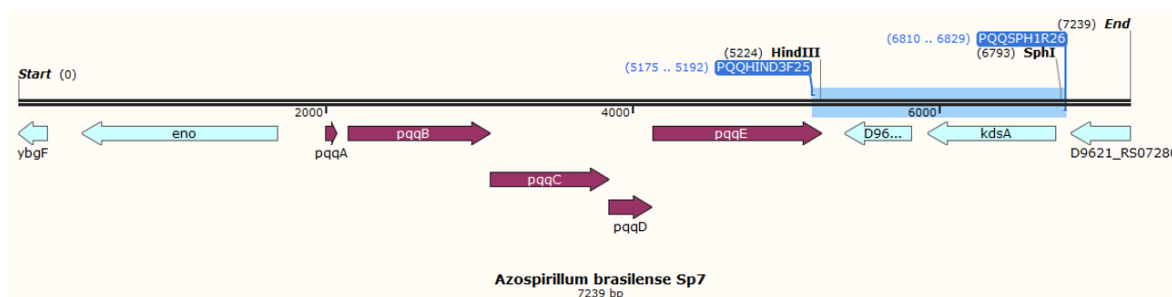 (7239) End
(6810 .. 6829) PQQSPH1R26
(5224) HindIII
(6793) SphI
Start (0)
(5175 .. 5192) PQQHIND3F25
2000
4000
6000
eno
pqqB
pqqE
D96...
kdsA
ybgF
pqqA
D9621_RS0728
pqqC
pqqD
Azospirillum brasilense Sp7
7239 bp